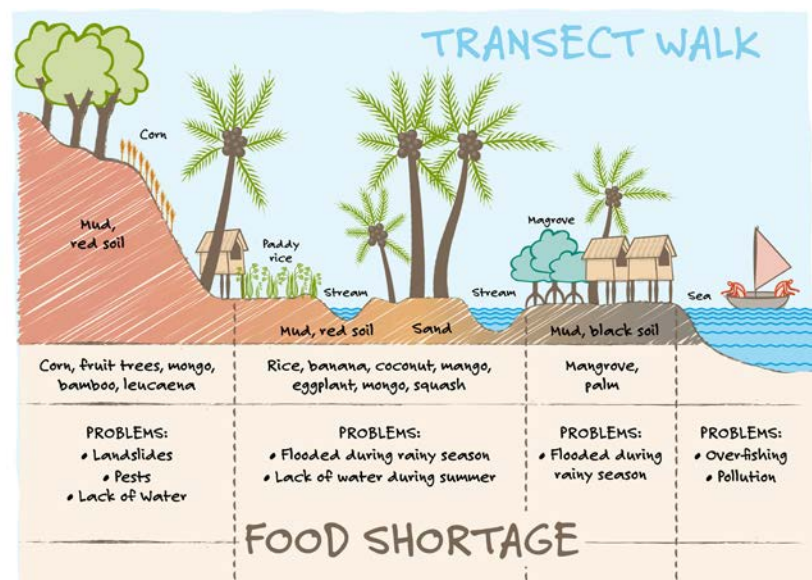 TRANSECT WALK
Corn
Mud,
red soil
Paddy
rice
Stream
Magrove
Stream
Sea
Mud, red soil
Sand
Mud, black soil
Corn, fruit trees, mongo,
bamboo, leucaena
Rice, banana, coconut, mango,
eggplant, mongo, squash
Mangrove,
palm
PROBLEMS:
• Landslides
• Pests
• Lack of Water
PROBLEMS:
• Flooded during rainy season
• Lack of water during summer
PROBLEMS:
• Flooded during
rainy season
PROBLEMS:
• Over-fishing
• Pollution
FOOD SHORTAGE